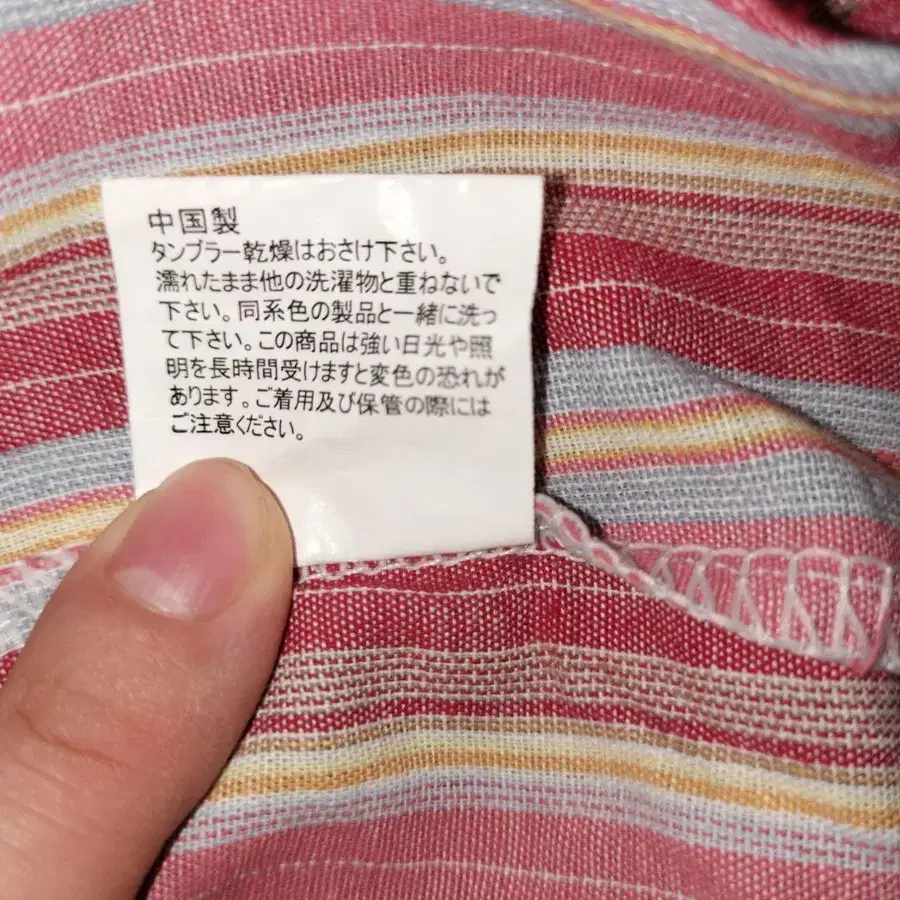 中国製
タンブラー乾燥はおさけ下さい。
濡れたまま他の洗濯物と重ねないで
下さい。同系色の製品と一緒に洗っ
て下さい。この商品は強い日光や照
明を長時間受けますと変色の恐れが
あります。ご着用及び保管の際には
ご注意ください。